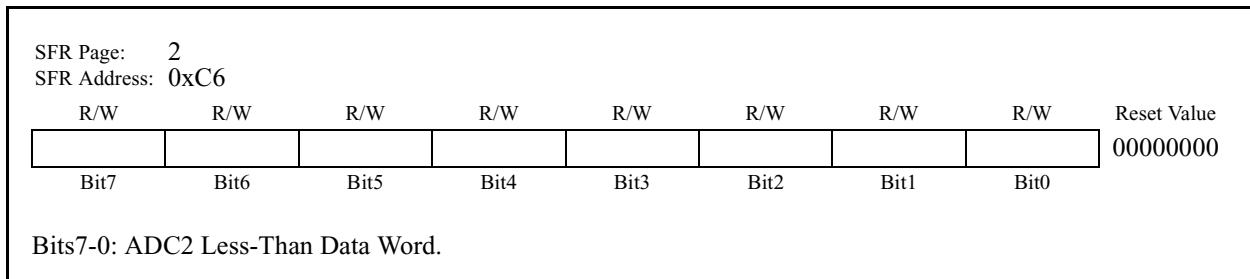 SFR Page: 2
SFR Address: 0xC6
R/W R/W R/W R/W R/W R/W R/W R/W Reset Value
00000000
Bit7 Bit6 Bit5 Bit4 Bit3 Bit2 Bit1 Bit0
Bits7-0: ADC2 Less-Than Data Word.